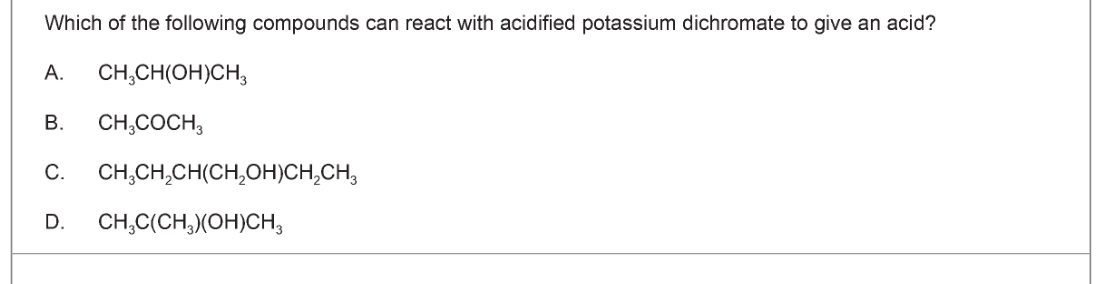 Which of the following compounds can react with acidified potassium dichromate to give an acid?
A. CH₃CH(OH)CH₃
B. CH₃COCH₃
C. CH₃CH₂CH(CH₂OH)CH₂CH₃
D. CH₃C(CH₃)(OH)CH₃